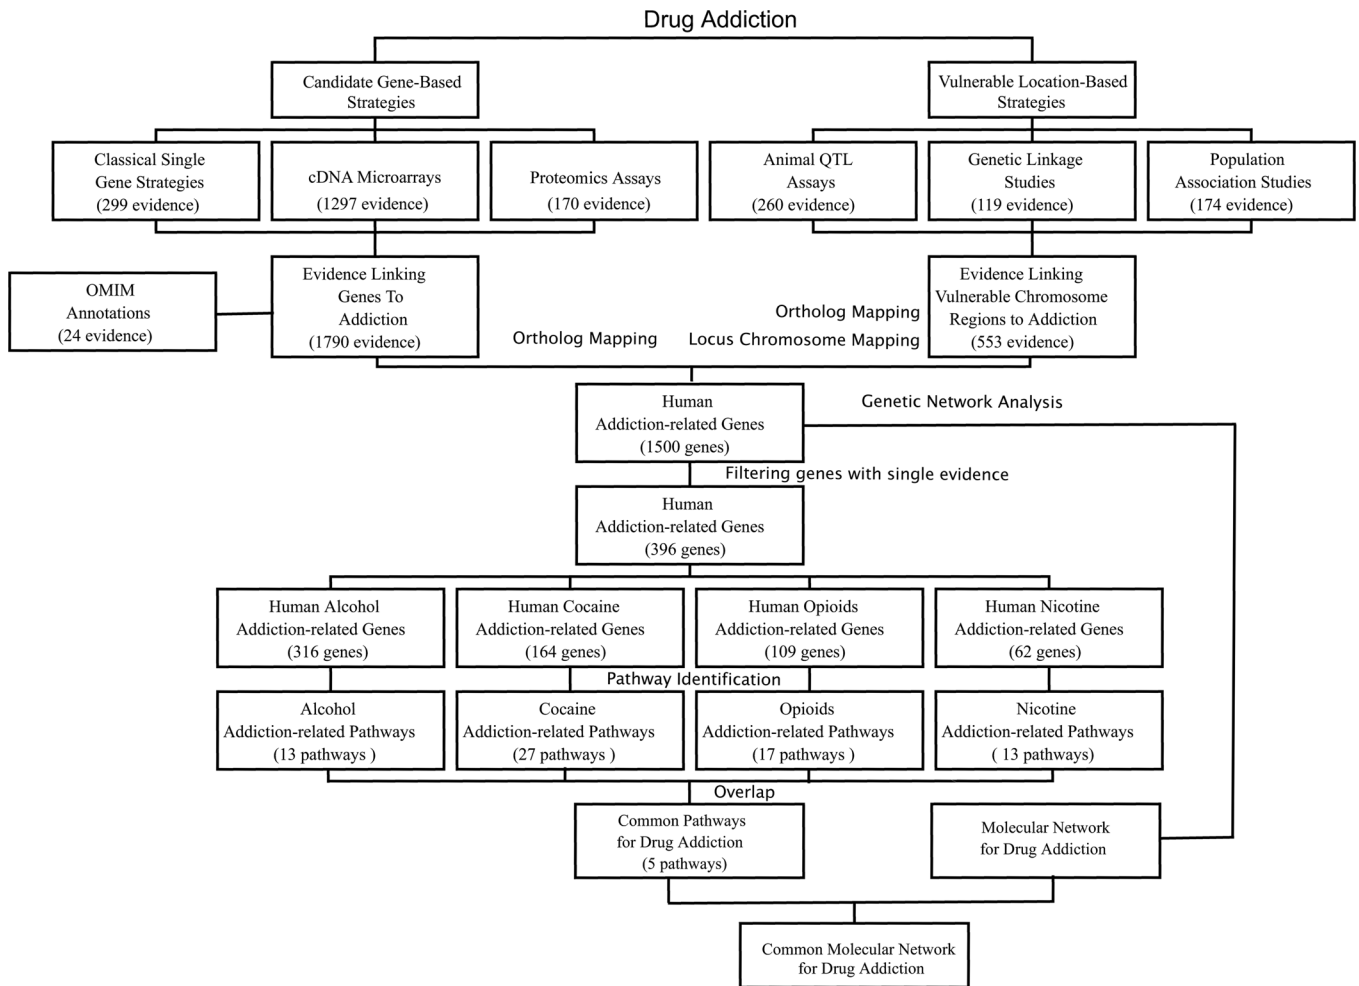 Drug Addiction
Candidate Gene-Based
Strategies
Vulnerable Location-Based
Strategies
Classical Single
Gene Strategies
(299 evidence)
cDNA Microarrays
(1297 evidence)
Proteomics Assays
(170 evidence)
Animal QTL
Assays
(260 evidence)
Genetic Linkage
Studies
(119 evidence)
Population
Association Studies
(174 evidence)
OMIM
Annotations
(24 evidence)
Evidence Linking
Genes To
Addiction
(1790 evidence)
Ortholog Mapping
Ortholog Mapping
Locus Chromosome Mapping
Evidence Linking
Vulnerable Chromosome
Regions to Addiction
(553 evidence)
Human
Addiction-related Genes
(1500 genes)
Genetic Network Analysis
Filtering genes with single evidence
Human
Addiction-related Genes
(396 genes)
Human Alcohol
Addiction-related Genes
(316 genes)
Human Cocaine
Addiction-related Genes
(164 genes)
Human Opioids
Addiction-related Genes
(109 genes)
Human Nicotine
Addiction-related Genes
(62 genes)
Pathway Identification
Alcohol
Addiction-related Pathways
(13 pathways )
Cocaine
Addiction-related Pathways
(27 pathways )
Opioids
Addiction-related Pathways
(17 pathways )
Nicotine
Addiction-related Pathways
( 13 pathways)
Overlap
Common Pathways
for Drug Addiction
(5 pathways)
Molecular Network
for Drug Addiction
Common Molecular Network
for Drug Addiction